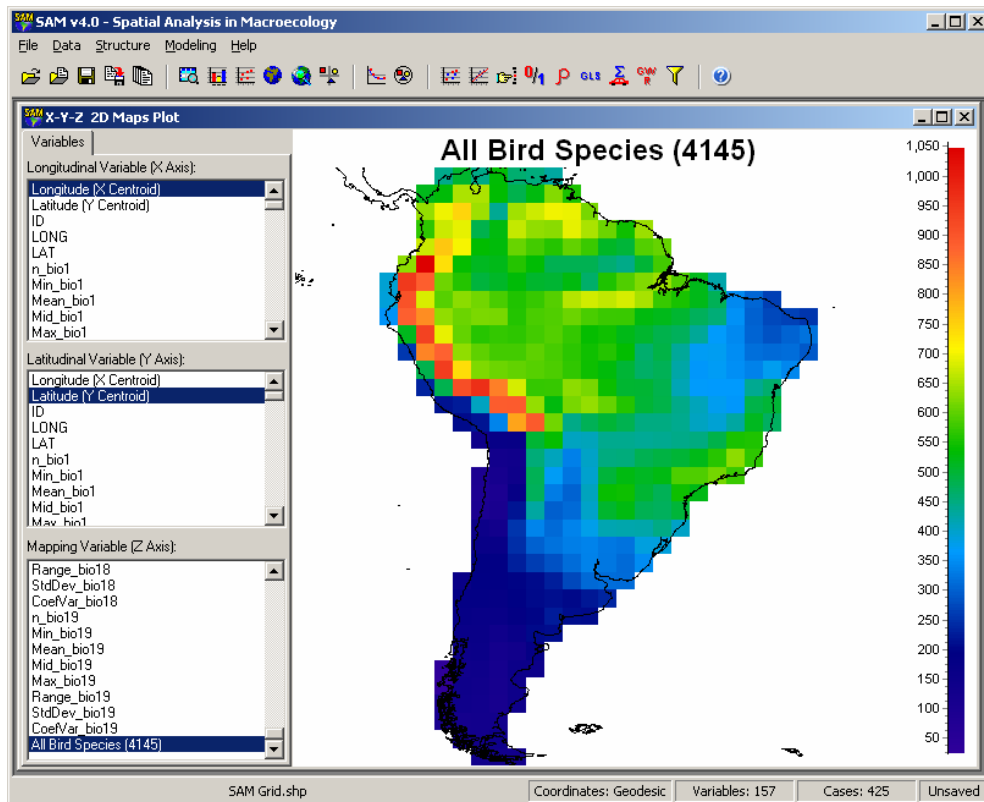 SAM v4.0 - Spatial Analysis in Macroecology
File Data Structure Modeling Help
0/1 ρ GLS Σ GW R
X-Y-Z 2D Maps Plot
Variables
Longitudinal Variable (X Axis):
Longitude (X Centroid)
Latitude (Y Centroid)
ID
LONG
LAT
n_bio1
Min_bio1
Mean_bio1
Mid_bio1
Max_bio1
Latitudinal Variable (Y Axis):
Longitude (X Centroid)
Latitude (Y Centroid)
ID
LONG
LAT
n_bio1
Min_bio1
Mean_bio1
Mid_bio1
Max_bio1
Mapping Variable (Z Axis):
Range_bio18
StdDev_bio18
CoefVar_bio18
n_bio19
Min_bio19
Mean_bio19
Mid_bio19
Max_bio19
Range_bio19
StdDev_bio19
CoefVar_bio19
All Bird Species (4145)
All Bird Species (4145)
1,050
1,000
950
900
850
800
750
700
650
600
550
500
450
400
350
300
250
200
150
100
50
SAM Grid.shp
Coordinates: Geodesic
Variables: 157
Cases: 425
Unsaved